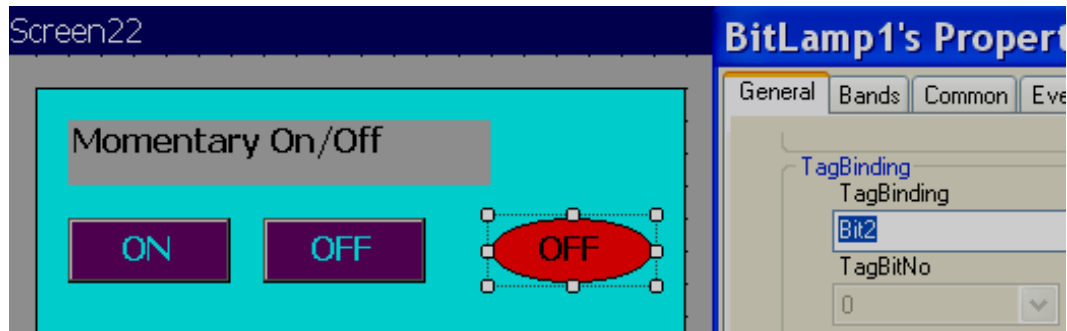 Screen22
Momentary On/Off
ON OFF OFF
BitLamp1's Propert
General Bands Common Eve
TagBinding
TagBinding
Bit2
TagBitNo
0